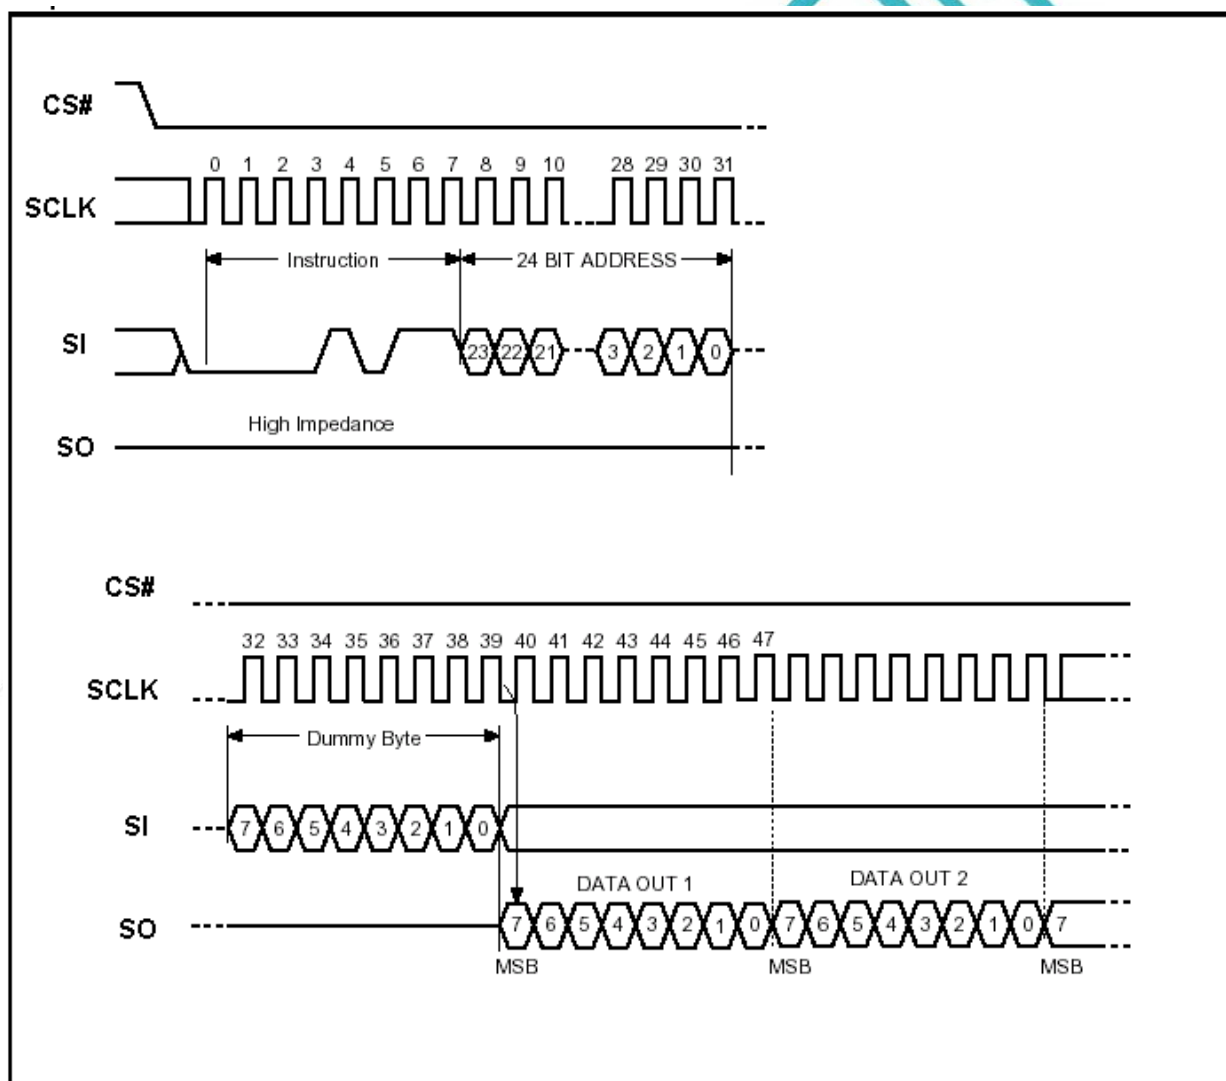 CS#
0 1 2 3 4 5 6 7 8 9 10 28 29 30 31
SCLK
Instruction 24 BIT ADDRESS
SI
23 22 21 3 2 1 0
High Impedance
SO
CS#
32 33 34 35 36 37 38 39 40 41 42 43 44 45 46 47
SCLK
Dummy Byte
SI
7 6 5 4 3 2 1 0
DATA OUT 1 DATA OUT 2
SO
7 6 5 4 3 2 1 0 7 6 5 4 3 2 1 0 7
MSB MSB MSB